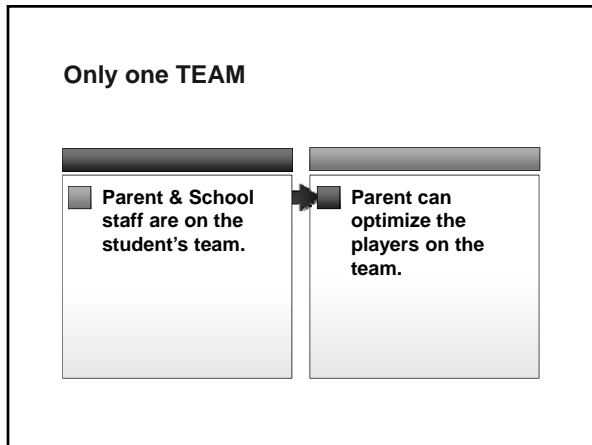 Only one TEAM
Parent & School
staff are on the
student's team.
Parent can
optimize the
players on the
team.